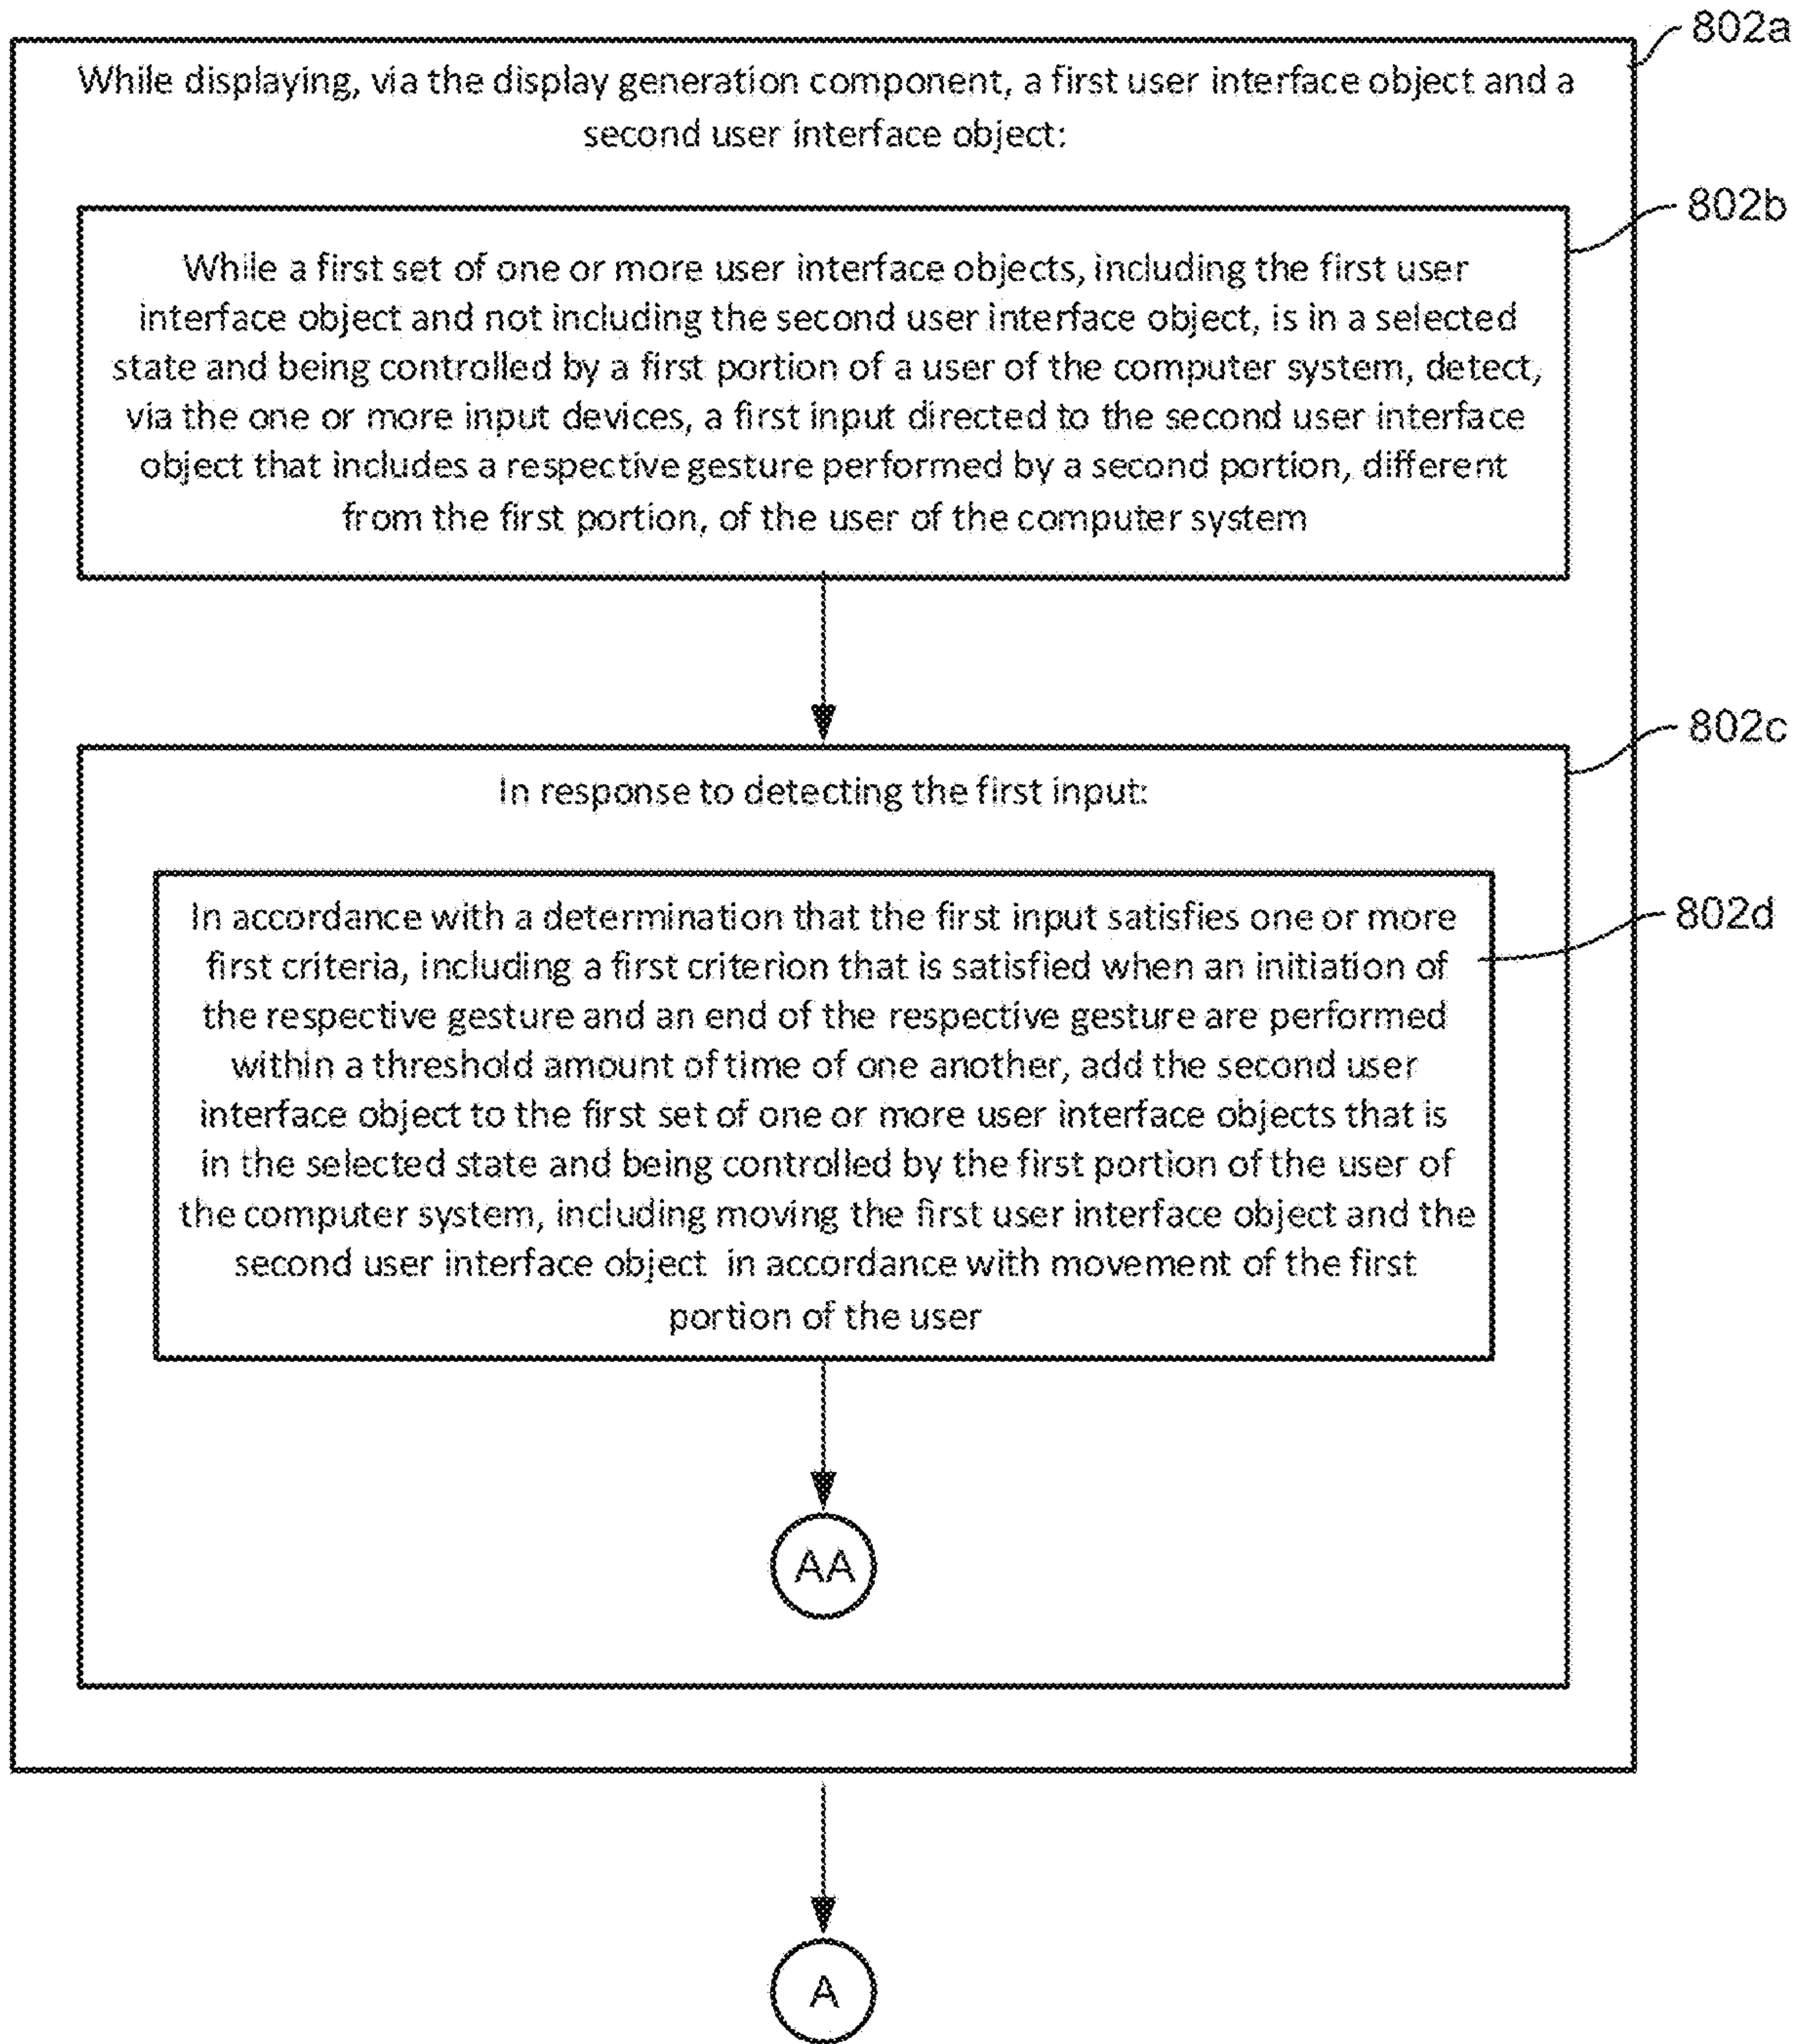 802a
While displaying, via the display generation component, a first user interface object and a
second user interface object:
802b
While a first set of one or more user interface objects, including the first user
interface object and not including the second user interface object, is in a selected
state and being controlled by a first portion of a user of the computer system, detect,
via the one or more input devices, a first input directed to the second user interface
object that includes a respective gesture performed by a second portion, different
from the first portion, of the user of the computer system
802c
In response to detecting the first input:
802d
In accordance with a determination that the first input satisfies one or more
first criteria, including a first criterion that is satisfied when an initiation of
the respective gesture and an end of the respective gesture are performed
within a threshold amount of time of one another, add the second user
interface object to the first set of one or more user interface objects that is
in the selected state and being controlled by the first portion of the user of
the computer system, including moving the first user interface object and the
second user interface object in accordance with movement of the first
portion of the user
AA
A